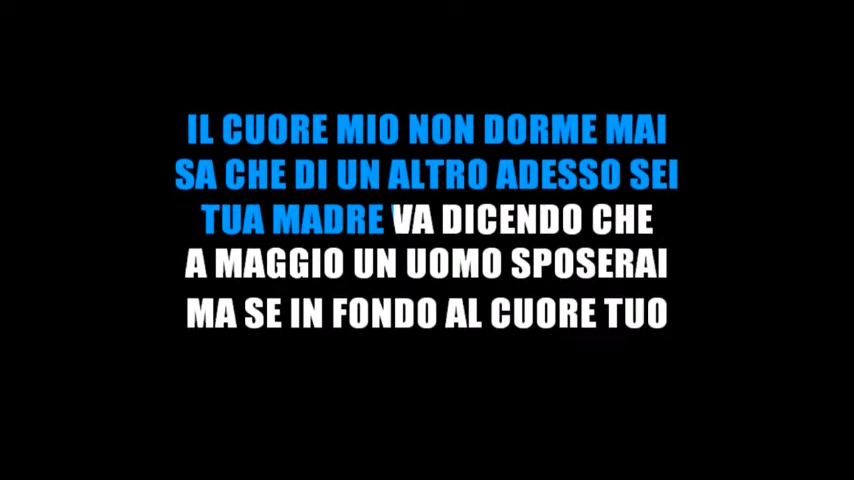 IL CUORE MIO NON DORME MAI
SA CHE DI UN ALTRO ADESSO SEI
TUA MADRE VA DICENDO CHE
A MAGGIO UN UOMO SPOSERAI
MA SE IN FONDO AL CUORE TUO